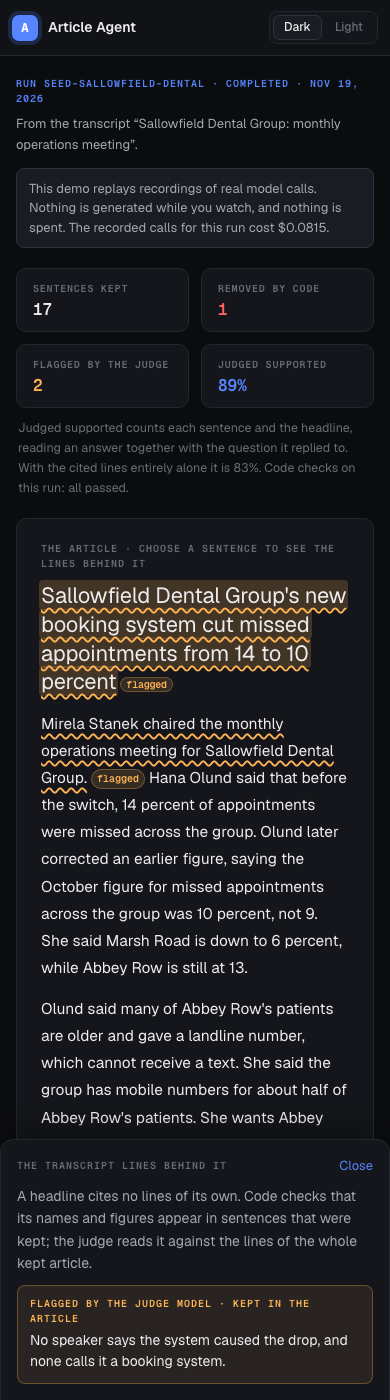 A Article Agent Dark Light
RUN SEED-SALLOWFIELD-DENTAL · COMPLETED · NOV 19,
2026
From the transcript “Sallowfield Dental Group: monthly
operations meeting”.
This demo replays recordings of real model calls.
Nothing is generated while you watch, and nothing is
spent. The recorded calls for this run cost $0.0815.
SENTENCES KEPT
17
REMOVED BY CODE
1
FLAGGED BY THE JUDGE
2
JUDGED SUPPORTED
89%
Judged supported counts each sentence and the headline,
reading an answer together with the question it replied to.
With the cited lines entirely alone it is 83%. Code checks on
this run: all passed.
THE ARTICLE · CHOOSE A SENTENCE TO SEE THE
LINES BEHIND IT
Sallowfield Dental Group's new
booking system cut missed
appointments from 14 to 10
percent flagged
Mirela Stanek chaired the monthly
operations meeting for Sallowfield Dental
Group. flagged Hana Olund said that before
the switch, 14 percent of appointments
were missed across the group. Olund later
corrected an earlier figure, saying the
October figure for missed appointments
across the group was 10 percent, not 9.
She said Marsh Road is down to 6 percent,
while Abbey Row is still at 13.
Olund said many of Abbey Row's patients
are older and gave a landline number,
which cannot receive a text. She said the
group has mobile numbers for about half of
Abbey Row's patients. She wants Abbey
THE TRANSCRIPT LINES BEHIND IT Close
A headline cites no lines of its own. Code checks that
its names and figures appear in sentences that were
kept; the judge reads it against the lines of the whole
kept article.
FLAGGED BY THE JUDGE MODEL · KEPT IN THE
ARTICLE
No speaker says the system caused the drop, and
none calls it a booking system.